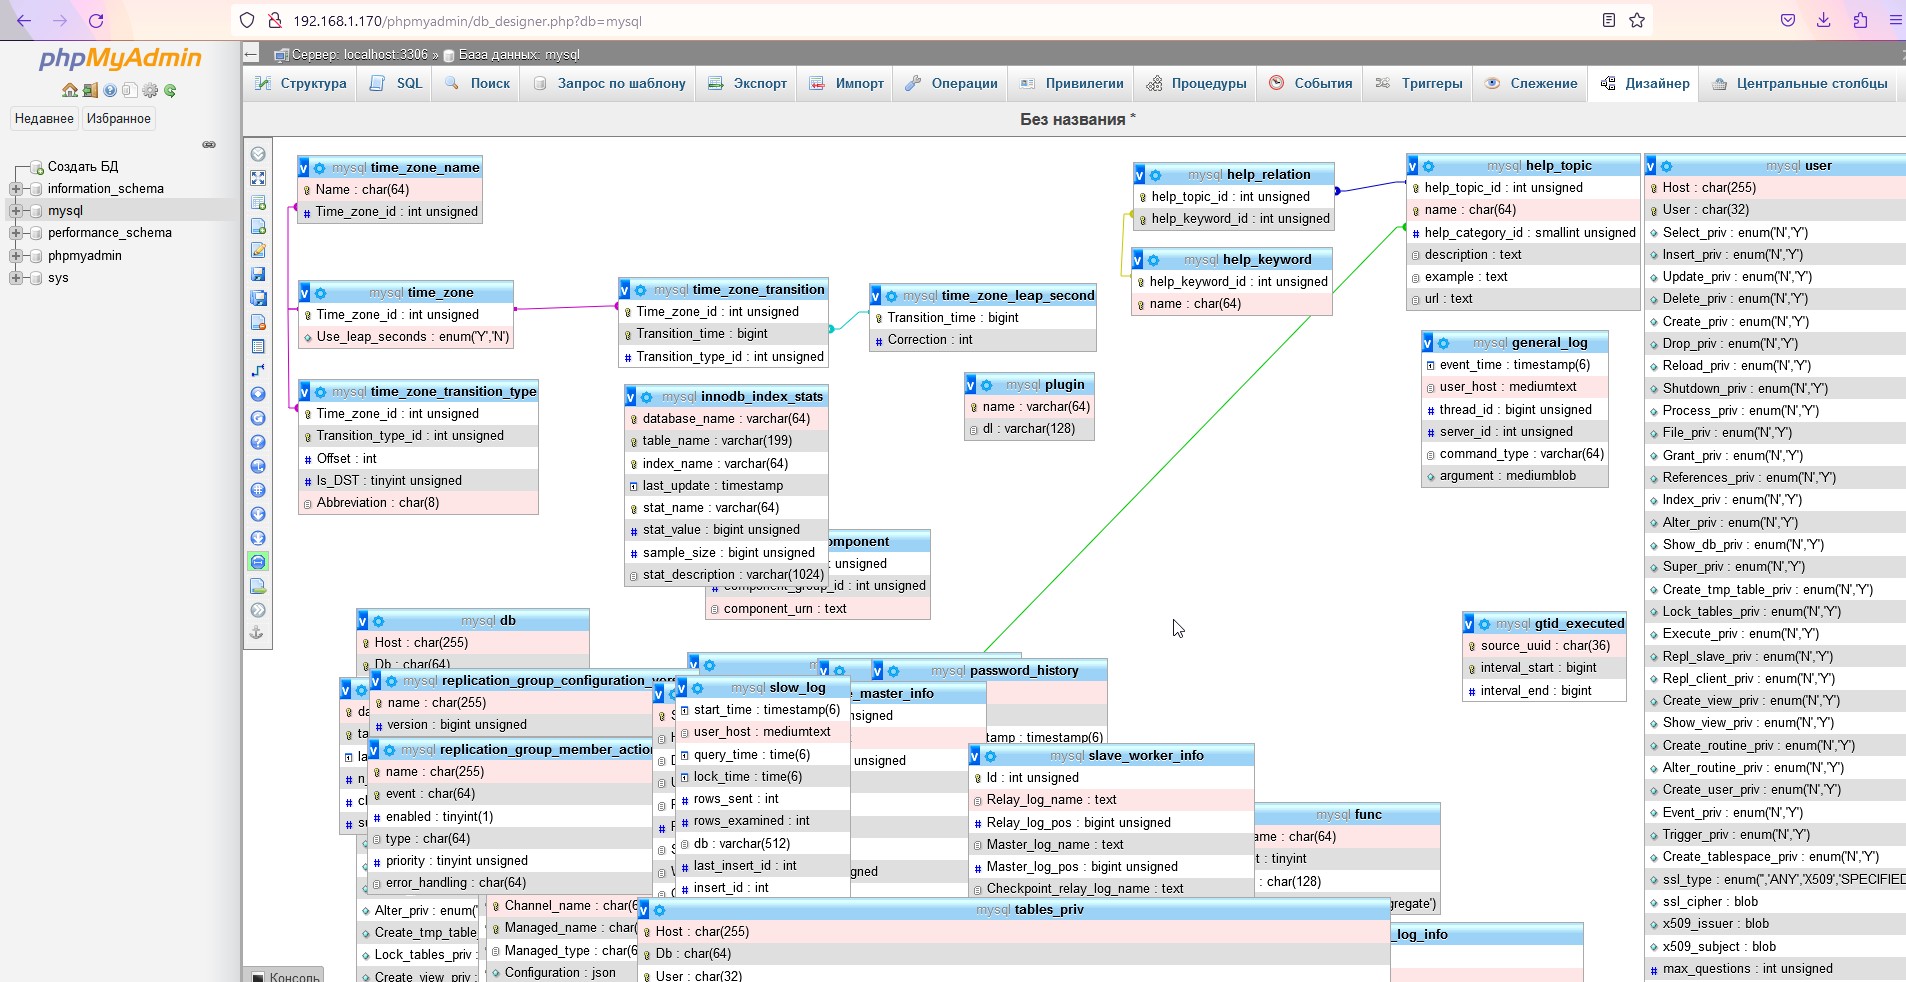 192.168.1.170/phpmyadmin/db_designer.php?db=mysql
phpMyAdmin
Недавнее Избранное
Создать БД
information_schema
mysql
performance_schema
phpmyadmin
sys
Сервер: localhost:3306 » База данных: mysql
Структура SQL Поиск Запрос по шаблону Экспорт Импорт Операции Привилегии Процедуры События Триггеры Слежение Дизайнер Центральные столбцы
Без названия *
mysql time_zone_name
Name : char(64)
Time_zone_id : int unsigned
mysql time_zone
Time_zone_id : int unsigned
Use_leap_seconds : enum('Y','N')
mysql time_zone_transition_type
Time_zone_id : int unsigned
Transition_type_id : int unsigned
Offset : int
Is_DST : tinyint unsigned
Abbreviation : char(8)
mysql time_zone_transition
Time_zone_id : int unsigned
Transition_time : bigint
Transition_type_id : int unsigned
mysql time_zone_leap_second
Transition_time : bigint
Correction : int
mysql innodb_index_stats
database_name : varchar(64)
table_name : varchar(199)
index_name : varchar(64)
last_update : timestamp
stat_name : varchar(64)
stat_value : bigint unsigned
sample_size : bigint unsigned
stat_description : varchar(1024)
omponent
: unsigned
component_group_id : int unsigned
component_urn : text
mysql plugin
name : varchar(64)
dl : varchar(128)
mysql help_relation
help_topic_id : int unsigned
help_keyword_id : int unsigned
mysql help_keyword
help_keyword_id : int unsigned
name : char(64)
mysql help_topic
help_topic_id : int unsigned
name : char(64)
help_category_id : smallint unsigned
description : text
example : text
url : text
mysql general_log
event_time : timestamp(6)
user_host : mediumtext
thread_id : bigint unsigned
server_id : int unsigned
command_type : varchar(64)
argument : mediumblob
mysql gtid_executed
source_uuid : char(36)
interval_start : bigint
interval_end : bigint
mysql user
Host : char(255)
User : char(32)
Select_priv : enum('N','Y')
Insert_priv : enum('N','Y')
Update_priv : enum('N','Y')
Delete_priv : enum('N','Y')
Create_priv : enum('N','Y')
Drop_priv : enum('N','Y')
Reload_priv : enum('N','Y')
Shutdown_priv : enum('N','Y')
Process_priv : enum('N','Y')
File_priv : enum('N','Y')
Grant_priv : enum('N','Y')
References_priv : enum('N','Y')
Index_priv : enum('N','Y')
Alter_priv : enum('N','Y')
Show_db_priv : enum('N','Y')
Super_priv : enum('N','Y')
Create_tmp_table_priv : enum('N','Y')
Lock_tables_priv : enum('N','Y')
Execute_priv : enum('N','Y')
Repl_slave_priv : enum('N','Y')
Repl_client_priv : enum('N','Y')
Create_view_priv : enum('N','Y')
Show_view_priv : enum('N','Y')
Create_routine_priv : enum('N','Y')
Alter_routine_priv : enum('N','Y')
Create_user_priv : enum('N','Y')
Event_priv : enum('N','Y')
Trigger_priv : enum('N','Y')
Create_tablespace_priv : enum('N','Y')
ssl_type : enum('','ANY','X509','SPECIFIED
ssl_cipher : blob
x509_issuer : blob
x509_subject : blob
max_questions : int unsigned
mysql db
Host : char(255)
Db : char(64)
mysql replication_group_configuration_vers
name : char(255)
version : bigint unsigned
mysql replication_group_member_action
name : char(255)
event : char(64)
enabled : tinyint(1)
type : char(64)
priority : tinyint unsigned
error_handling : char(64)
Alter_priv : enum('
Create_tmp_table_
Lock_tables_priv :
Create_view_priv :
Channel_name : char(6
Managed_name : char(
Managed_type : char(6
Configuration : json
mysql slow_log
start_time : timestamp(6)
user_host : mediumtext
query_time : time(6)
lock_time : time(6)
rows_sent : int
rows_examined : int
db : varchar(512)
last_insert_id : int
insert_id : int
e_master_info
nsigned
unsigned
gned
mysql password_history
tamp : timestamp(6)
mysql slave_worker_info
Id : int unsigned
Relay_log_name : text
Relay_log_pos : bigint unsigned
Master_log_name : text
Master_log_pos : bigint unsigned
Checkpoint_relay_log_name : text
mysql func
ame : char(64)
t : tinyint
: char(128)
gregate')
mysql tables_priv
Host : char(255)
Db : char(64)
User : char(32)
_log_info
Консоль